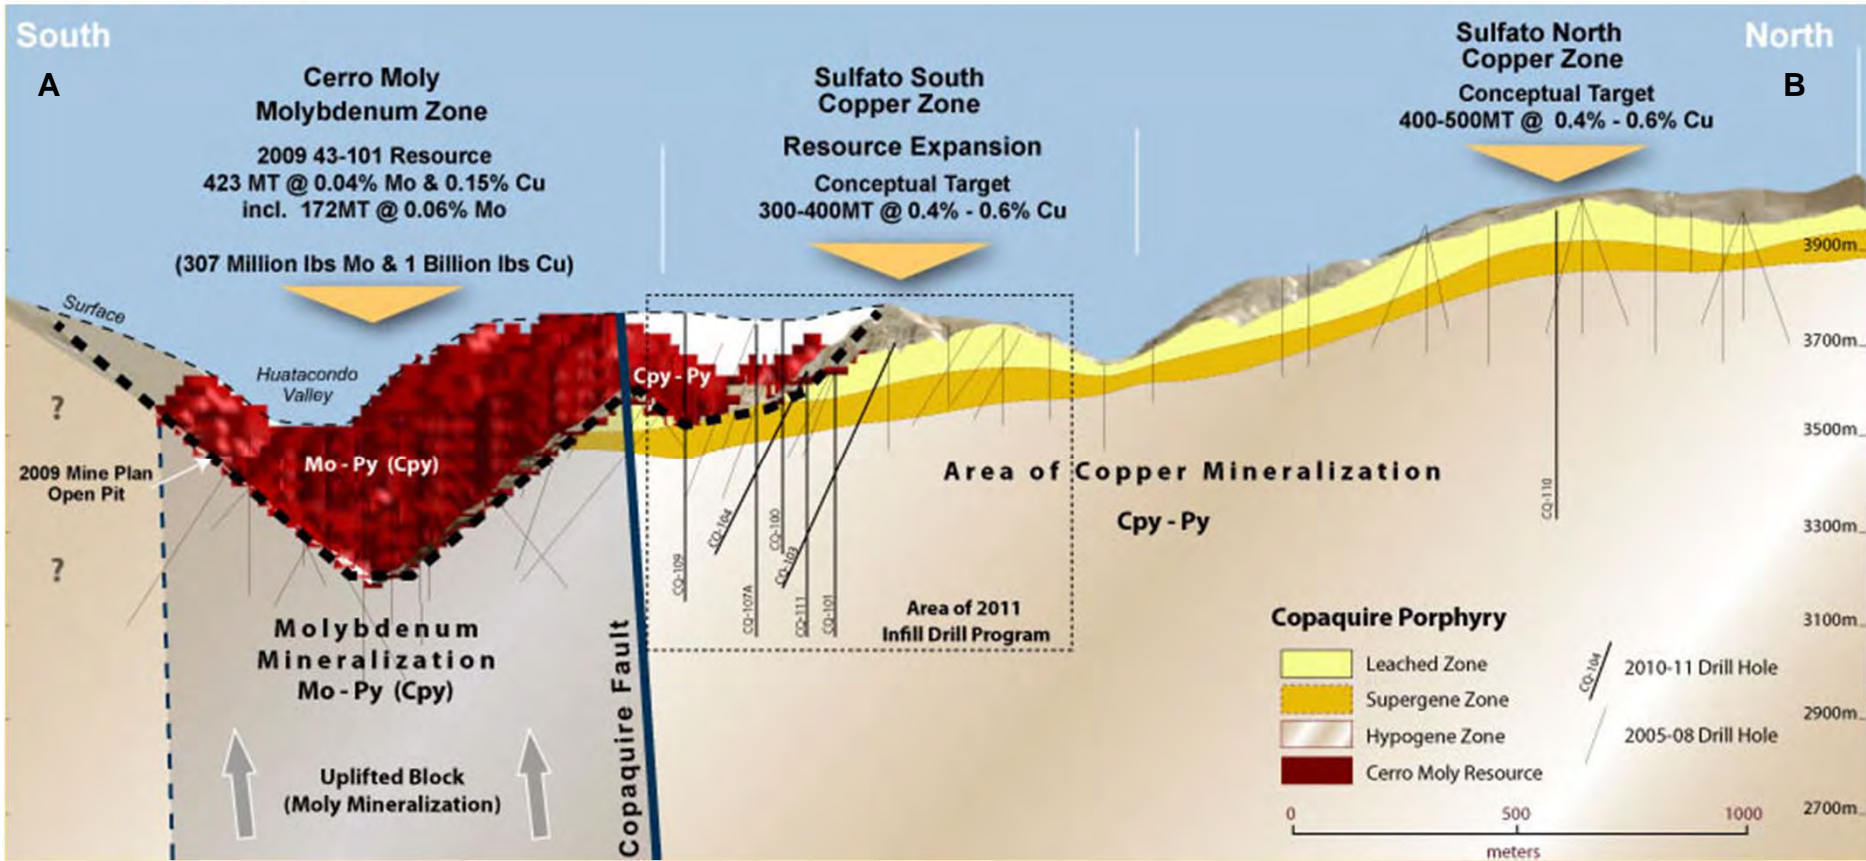 South
North
A
B
Cerro Moly
Molybdenum Zone
2009 43-101 Resource
423 MT @ 0.04% Mo & 0.15% Cu
incl. 172MT @ 0.06% Mo
(307 Million lbs Mo & 1 Billion lbs Cu)
Sulfato South
Copper Zone
Resource Expansion
Conceptual Target
300-400MT @ 0.4% - 0.6% Cu
Sulfato North
Copper Zone
Conceptual Target
400-500MT @ 0.4% - 0.6% Cu
Surface
Huatacondo
Valley
?
?
2009 Mine Plan
Open Pit
Mo - Py (Cpy)
Cpy - Py
Molybdenum
Mineralization
Mo - Py (Cpy)
Uplifted Block
(Moly Mineralization)
Copaquire Fault
CQ-109
CQ-104
CQ-107A
CQ-100
CQ-103
CQ-111
CQ-101
CQ-110
Area of 2011
Infill Drill Program
Area of Copper Mineralization
Cpy - Py
3900m
3700m
3500m
3300m
3100m
2900m
2700m
Copaquire Porphyry
Leached Zone
Supergene Zone
Hypogene Zone
Cerro Moly Resource
CQ-104
2010-11 Drill Hole
2005-08 Drill Hole
0 500 1000
meters